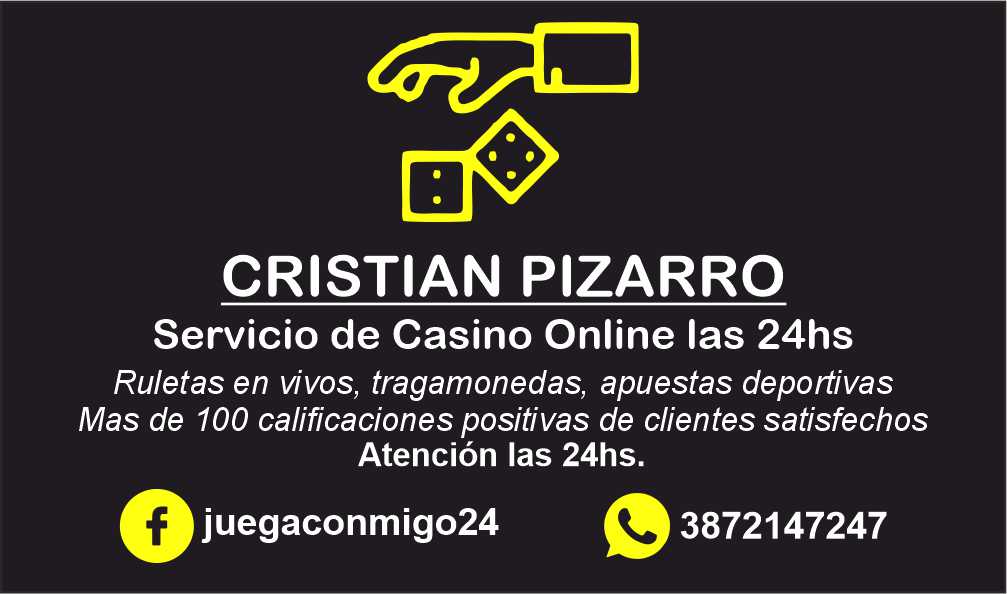 CRISTIAN PIZARRO
Servicio de Casino Online las 24hs
Ruletas en vivos, tragamonedas, apuestas deportivas
Mas de 100 calificaciones positivas de clientes satisfechos
Atención las 24hs.
juegaconmigo24
3872147247